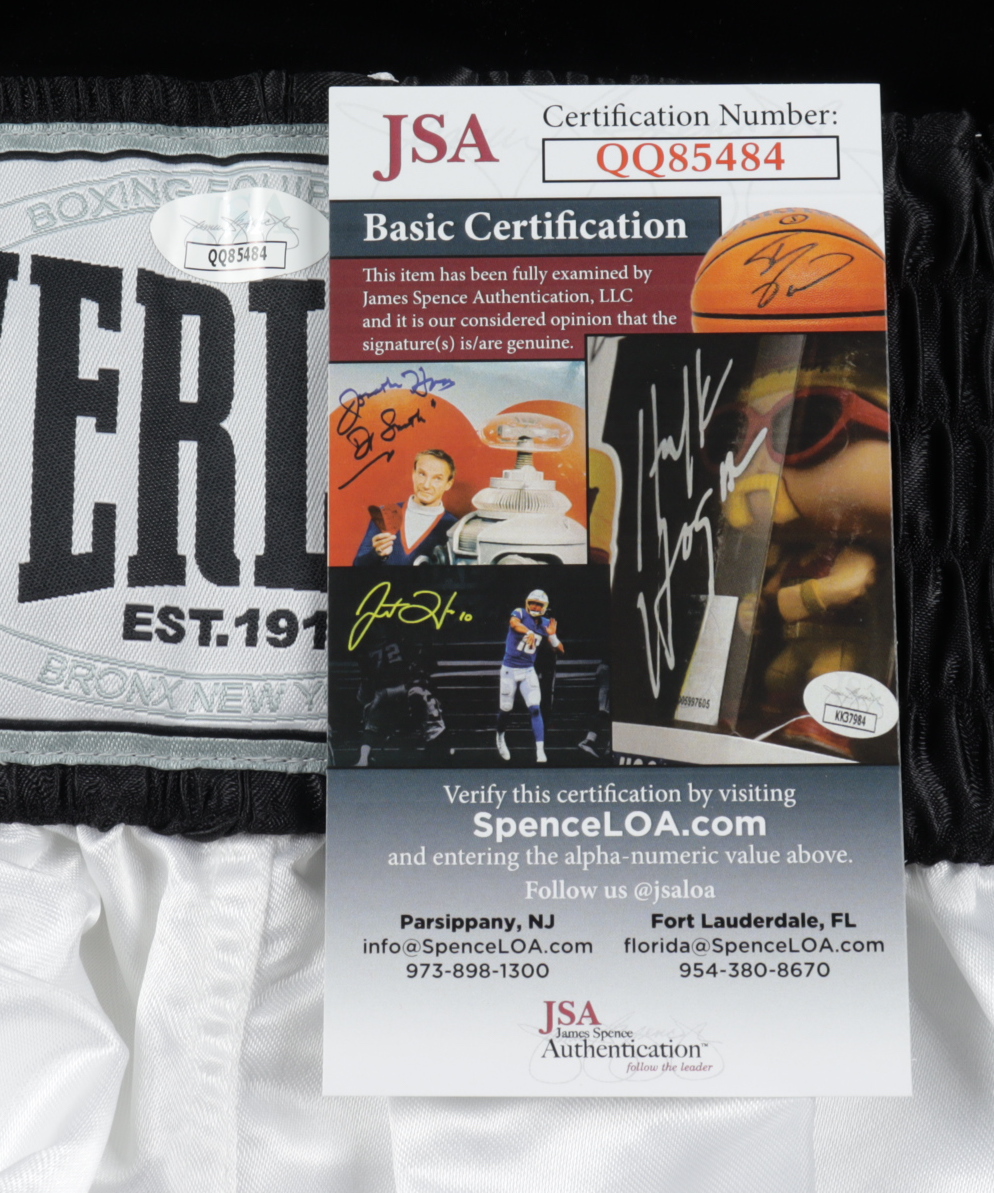 BOXING EQUIP
QQ85484
VERL
EST.191
BRONX NEW Y
JSA
Certification Number:
QQ85484
Basic Certification
This item has been fully examined by
James Spence Authentication, LLC
and it is our considered opinion that the
signature(s) is/are genuine.
Dr Smith
10
72
KK37984
Verify this certification by visiting
SpenceLOA.com
and entering the alpha-numeric value above.
Follow us @jsaloa
Parsippany, NJ
info@SpenceLOA.com
973-898-1300
Fort Lauderdale, FL
florida@SpenceLOA.com
954-380-8670
JSA
James Spence
Authentication™
follow the leader